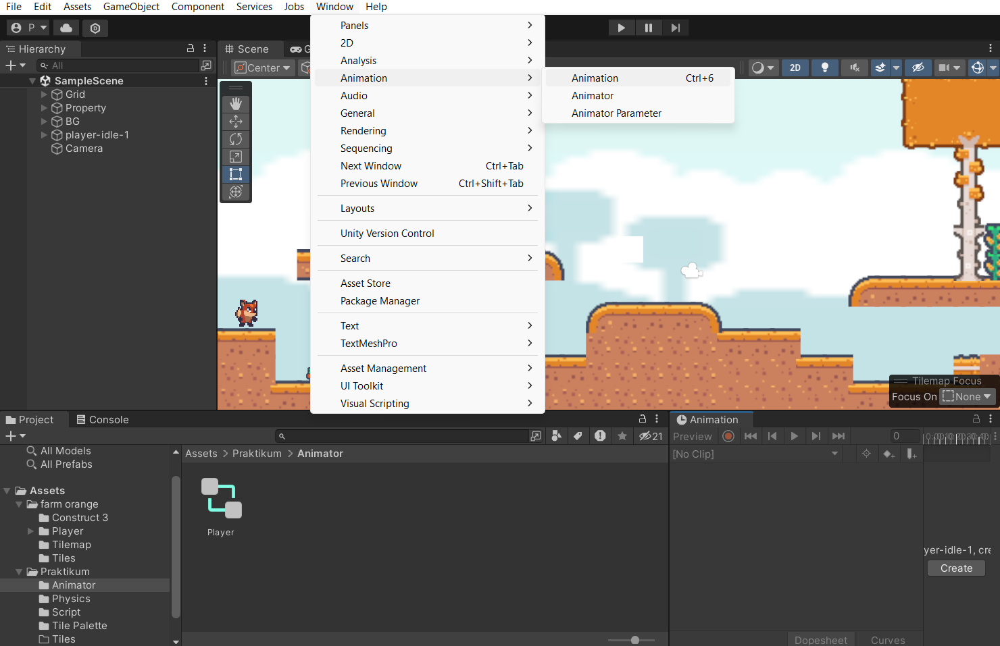 File Edit Assets GameObject Component Services Jobs Window Help
P
Hierarchy
All
SampleScene
Grid
Property
BG
player-idle-1
Camera
Scene
G
Center
2D
Panels
2D
Analysis
Animation
Audio
General
Rendering
Sequencing
Next Window Ctrl+Tab
Previous Window Ctrl+Shift+Tab
Layouts
Unity Version Control
Search
Asset Store
Package Manager
Text
TextMeshPro
Asset Management
UI Toolkit
Visual Scripting
Animation Ctrl+6
Animator
Animator Parameter
Tilemap Focus
Focus On None
Project Console
21
All Models
All Prefabs
Assets
farm orange
Construct 3
Player
Tilemap
Tiles
Praktikum
Animator
Physics
Script
Tile Palette
Tiles
Assets > Praktikum > Animator
Player
Animation
Preview 0
[No Clip]
yer-idle-1, cre
Create
Dopesheet Curves